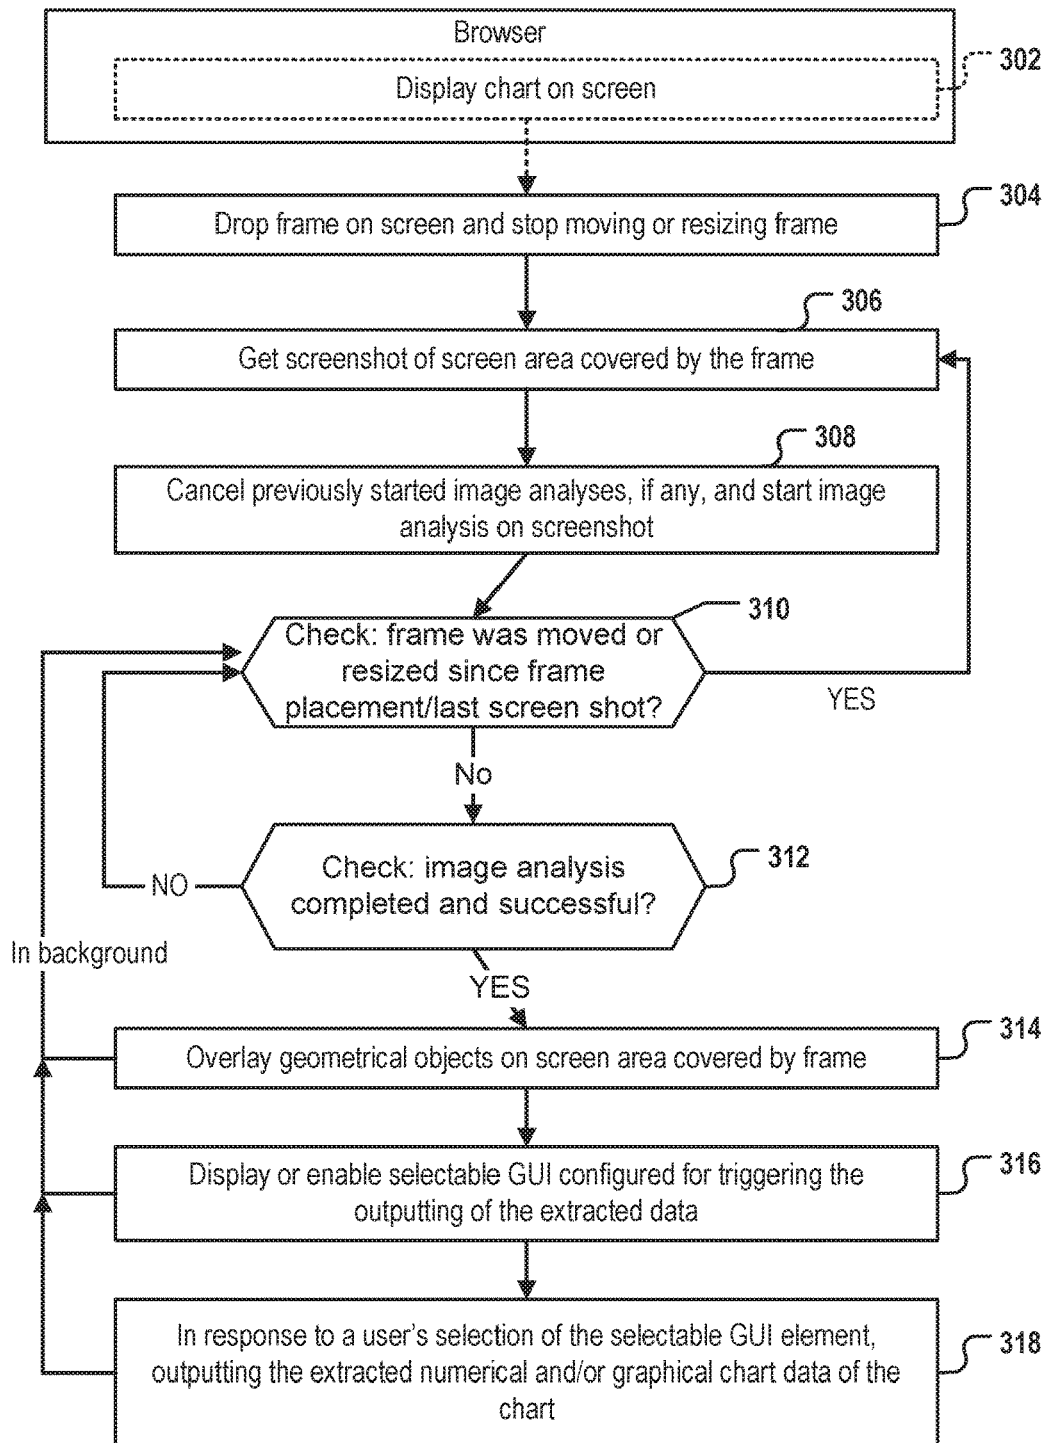 Browser
Display chart on screen
302
304
Drop frame on screen and stop moving or resizing frame
306
Get screenshot of screen area covered by the frame
308
Cancel previously started image analyses, if any, and start image
analysis on screenshot
310
Check: frame was moved or
resized since frame
placement/last screen shot?
YES
No
312
Check: image analysis
completed and successful?
NO
In background
YES
314
Overlay geometrical objects on screen area covered by frame
316
Display or enable selectable GUI configured for triggering the
outputting of the extracted data
318
In response to a user's selection of the selectable GUI element,
outputting the extracted numerical and/or graphical chart data of the
chart